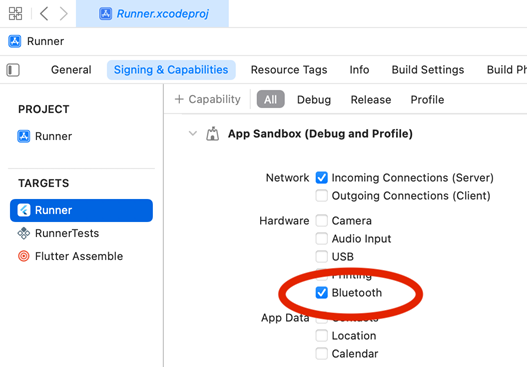 Runner.xcodeproj
Runner
General Signing & Capabilities Resource Tags Info Build Settings Build Ph
+ Capability All Debug Release Profile
PROJECT
Runner
TARGETS
Runner
RunnerTests
Flutter Assemble
App Sandbox (Debug and Profile)
Network Incoming Connections (Server)
Outgoing Connections (Client)
Hardware Camera
Audio Input
USB
Printing
Bluetooth
App Data Contacts
Location
Calendar